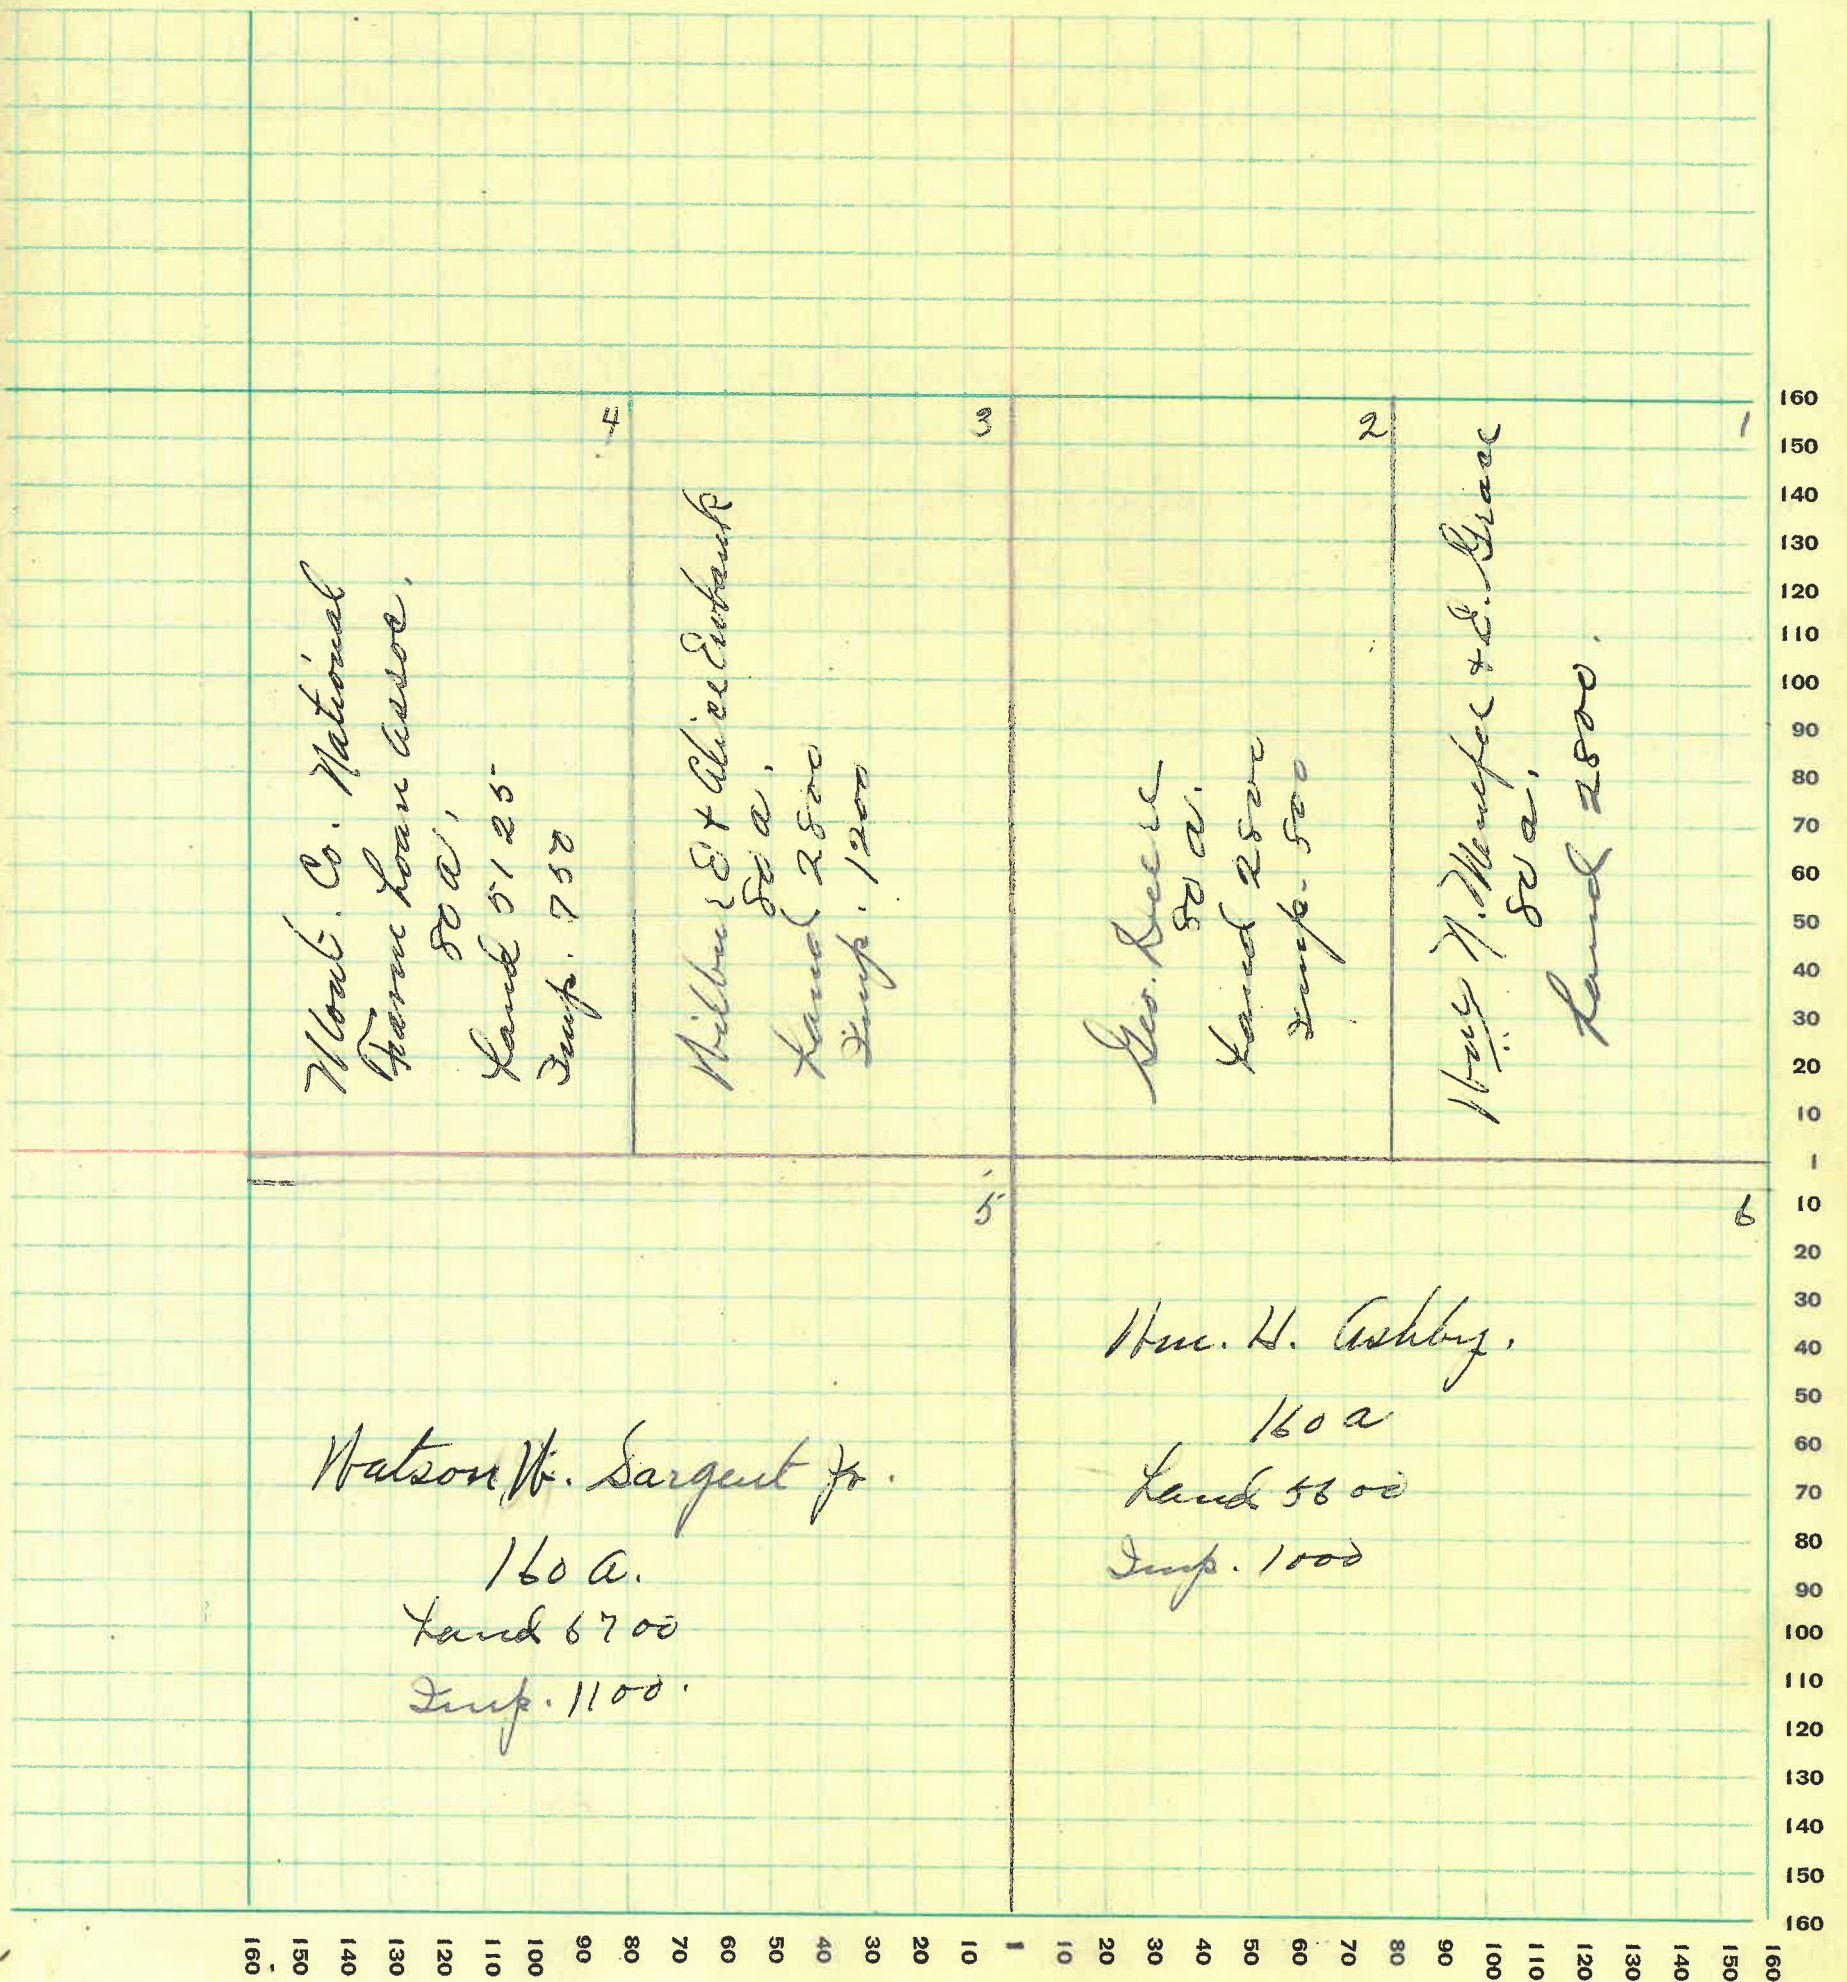 4
Mont. Co. National
Farm Loan Assoc.
80 a.
Land 5125
Imp. 750
3
Wilbur E + Alice Eubank
80 a.
Land 2800
Imp. 1200
2
Geo.
80 a.
Land 2800
Imp. 500
1
N. Menifee + E. Grace
80 a.
Land 2800.
5
Watson W. Sargent Jr.
160 a.
Land 6700
Imp. 1100.
6
Wm. H. Ashby.
160 a
Land 5600
Imp. 1000
160
150
140
130
120
110
100
90
80
70
60
50
40
30
20
10
1
10
20
30
40
50
60
70
80
90
100
110
120
130
140
150
160
160 150 140 130 120 110 100 90 80 70 60 50 40 30 20 10 1 10 20 30 40 50 60 70 80 90 100 110 120 130 140 150 160